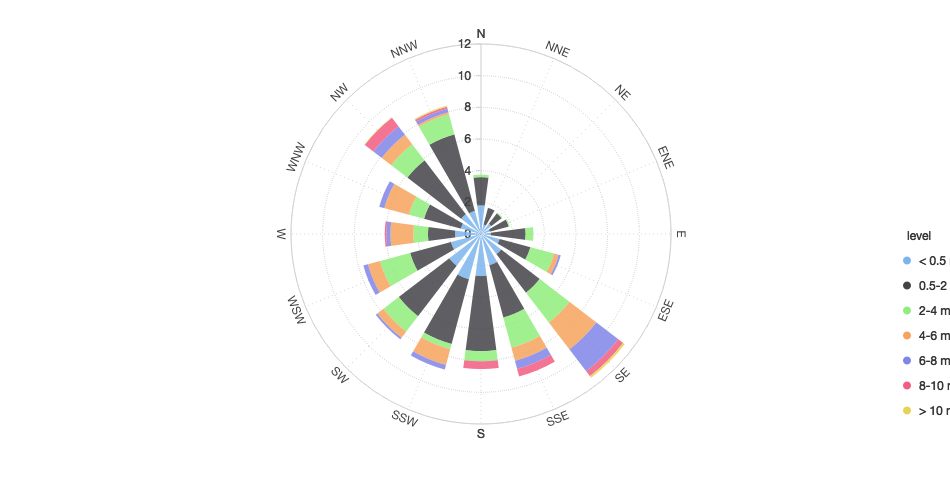 N
NNE
NE
ENE
E
ESE
SE
SSE
S
SSW
SW
WSW
W
WNW
NW
NNW
12
10
8
6
4
2
0
level
< 0.5
0.5-2
2-4 m
4-6 m
6-8 m
8-10 m
> 10 m